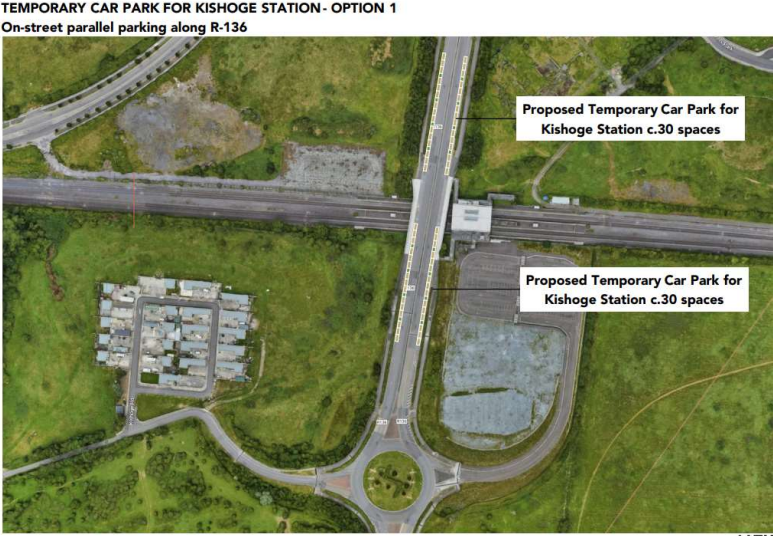 TEMPORARY CAR PARK FOR KISHOGE STATION - OPTION 1
On-street parallel parking along R-136
Proposed Temporary Car Park for
Kishoge Station c.30 spaces
Proposed Temporary Car Park for
Kishoge Station c.30 spaces